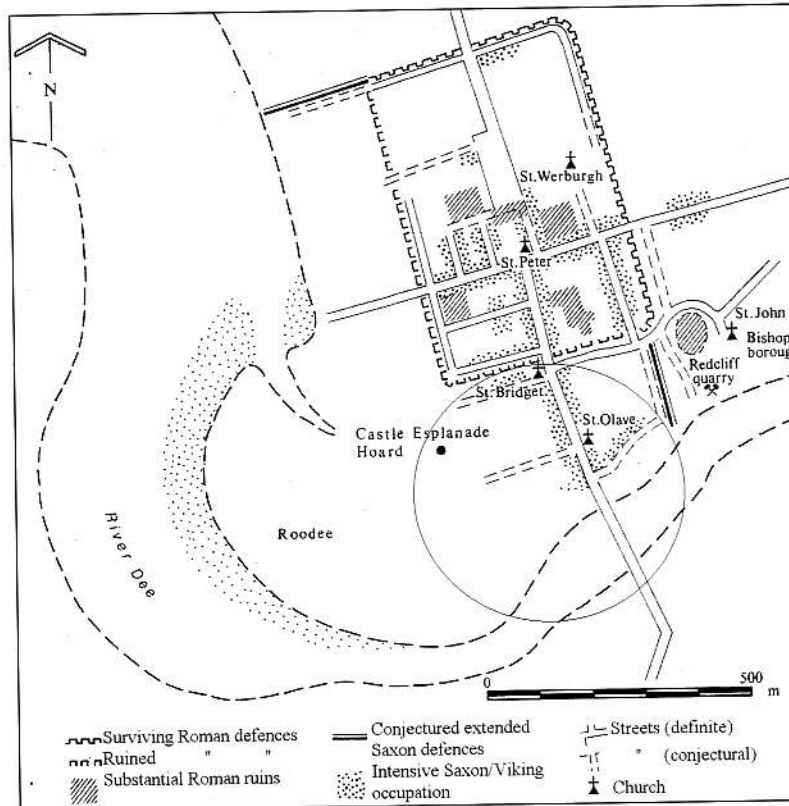 N
St.Werburgh
St.Peter
St.John
Bishop
boroug
Redcliff
quarry
St.Bridget
St.Olave
Castle Esplanade
Hoard
Roodee
River Dee
0 500
m
Surviving Roman defences
Ruined " "
Substantial Roman ruins
Conjectured extended
Saxon defences
Intensive Saxon/Viking
occupation
Streets (definite)
" (conjectural)
Church